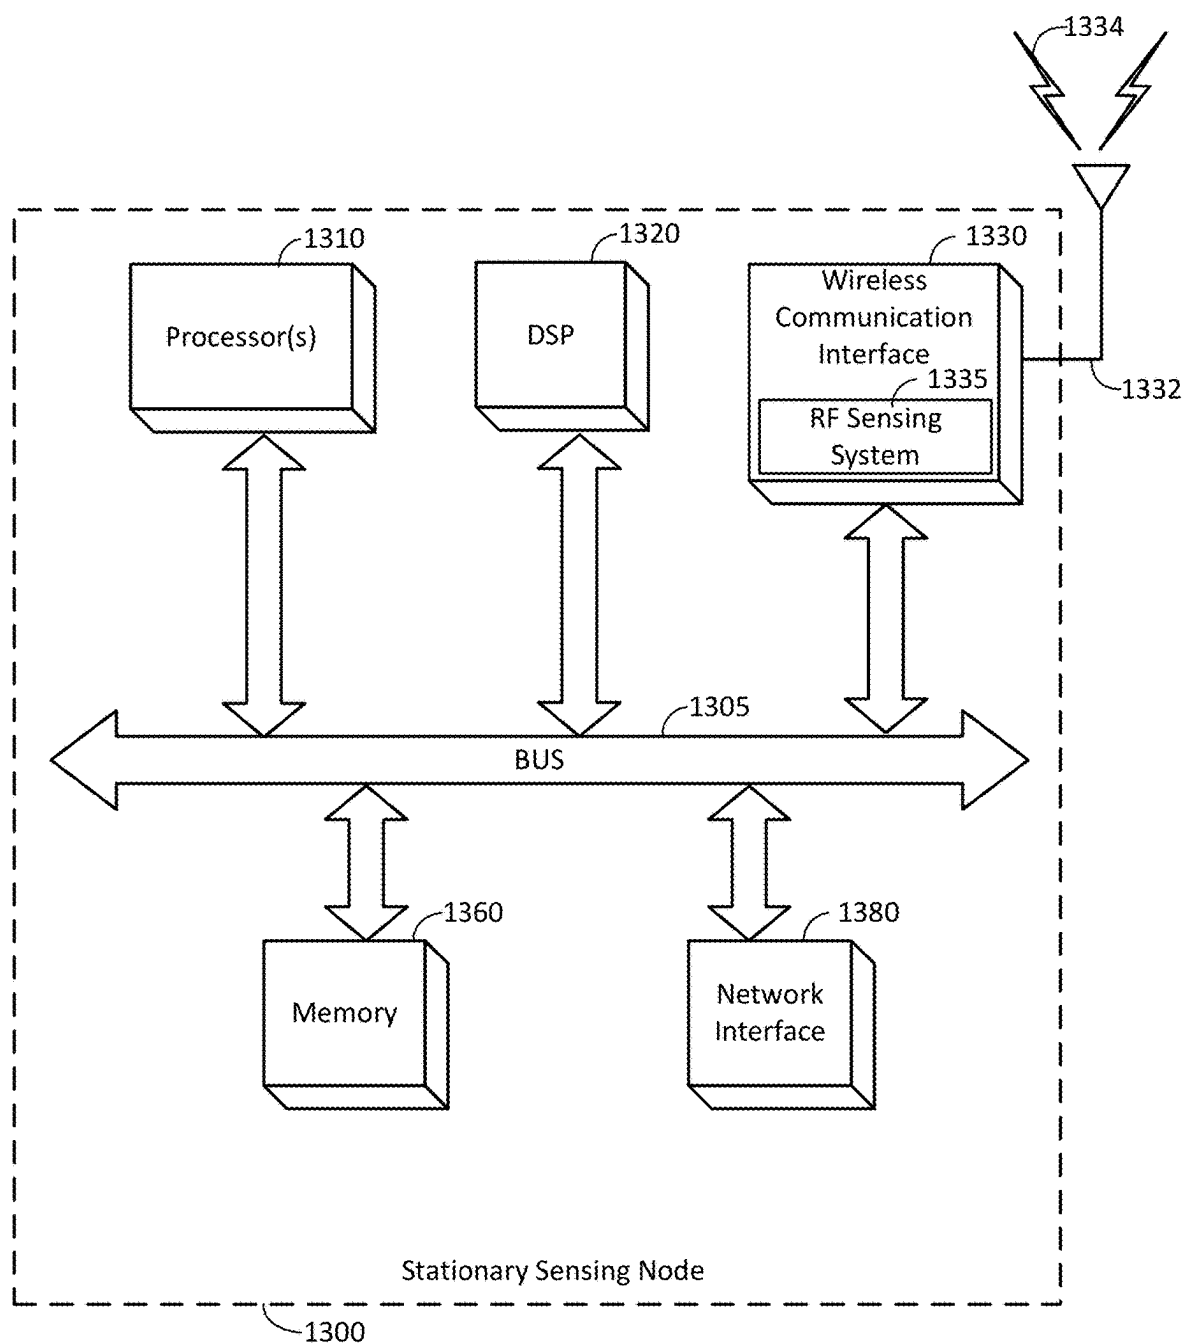 1334
1310
1320
1330
Processor(s)
DSP
Wireless
Communication
Interface
1332
1335
RF Sensing
System
1305
BUS
1360
1380
Memory
Network
Interface
Stationary Sensing Node
1300